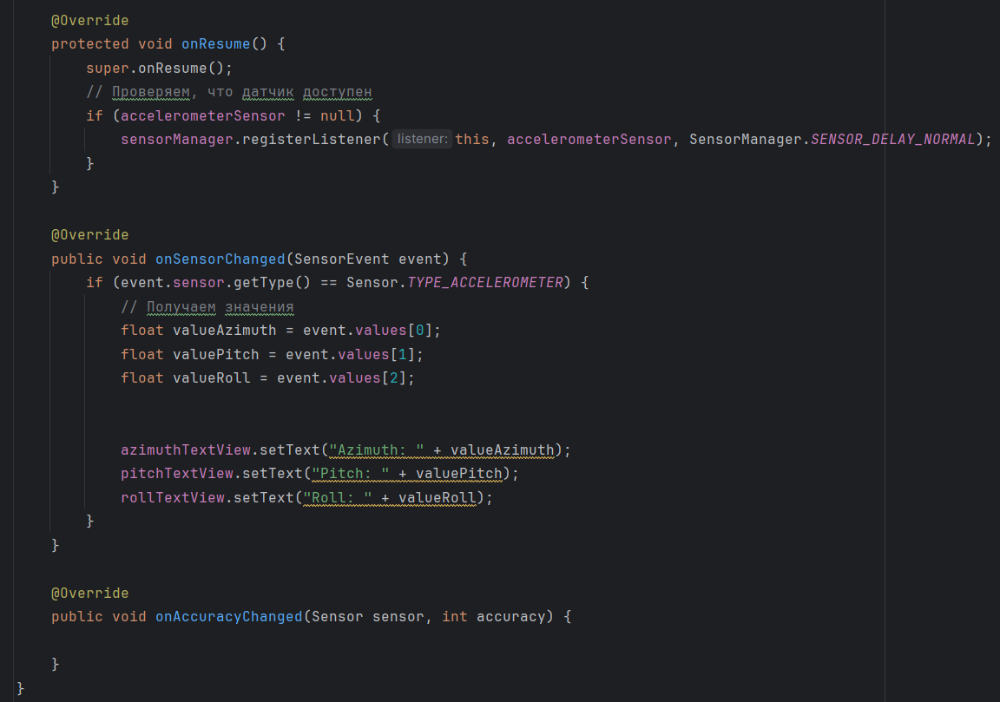 @Override
protected void onResume() {
super.onResume();
// Проверяем, что датчик доступен
if (accelerometerSensor != null) {
sensorManager.registerListener( listener: this, accelerometerSensor, SensorManager.SENSOR_DELAY_NORMAL);
}
}
@Override
public void onSensorChanged(SensorEvent event) {
if (event.sensor.getType() == Sensor.TYPE_ACCELEROMETER) {
// Получаем значения
float valueAzimuth = event.values[0];
float valuePitch = event.values[1];
float valueRoll = event.values[2];
azimuthTextView.setText("Azimuth: " + valueAzimuth);
pitchTextView.setText("Pitch: " + valuePitch);
rollTextView.setText("Roll: " + valueRoll);
}
}
@Override
public void onAccuracyChanged(Sensor sensor, int accuracy) {
}
}